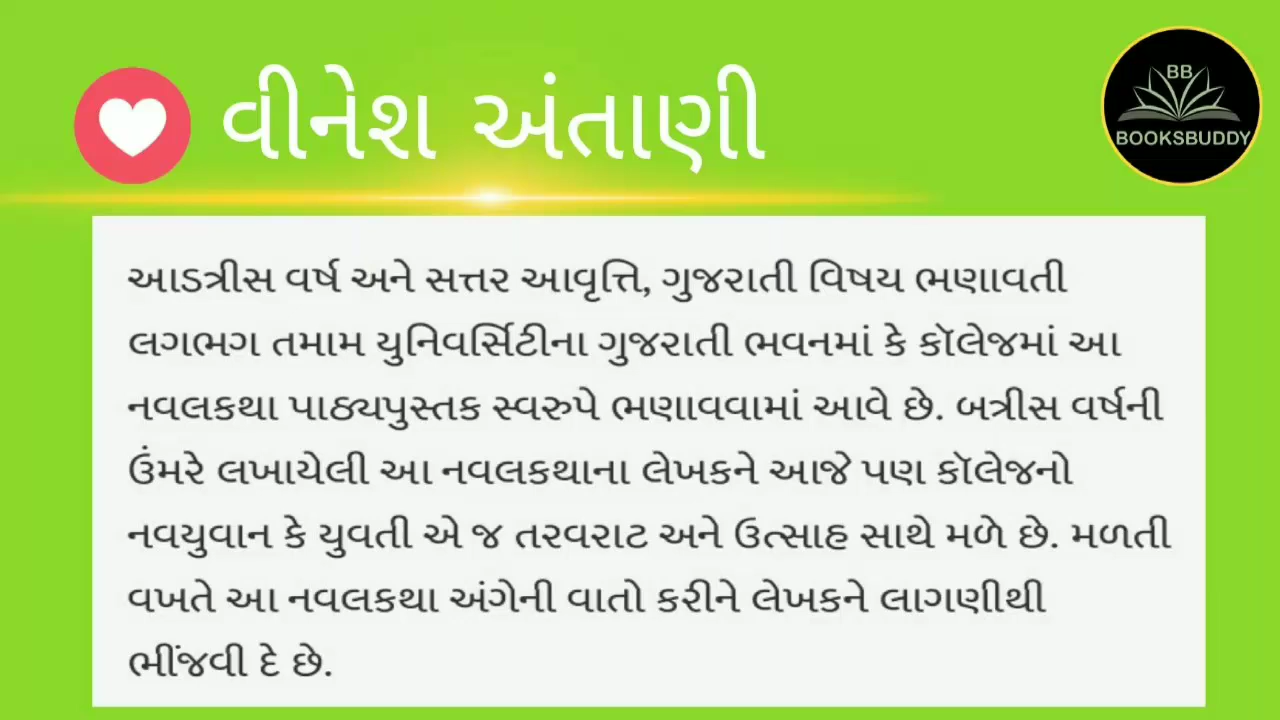 વીનેશ અંતાણી
BB
BOOKSBUDDY
આડત્રીસ વર્ષ અને સત્તર આવૃત્તિ, ગુજરાતી વિષય ભણાવતી
લગભગ તમામ યુનિવર્સિટીના ગુજરાતી ભવનમાં કે કૉલેજમાં આ
નવલકથા પાઠ્યપુસ્તક સ્વરુપે ભણાવવામાં આવે છે. બત્રીસ વર્ષની
ઉંમરે લખાયેલી આ નવલકથાના લેખકને આજે પણ કૉલેજનો
નવયુવાન કે યુવતી એ જ તરવરાટ અને ઉત્સાહ સાથે મળે છે. મળતી
વખતે આ નવલકથા અંગેની વાતો કરીને લેખકને લાગણીથી
ભીંજવી દે છે.